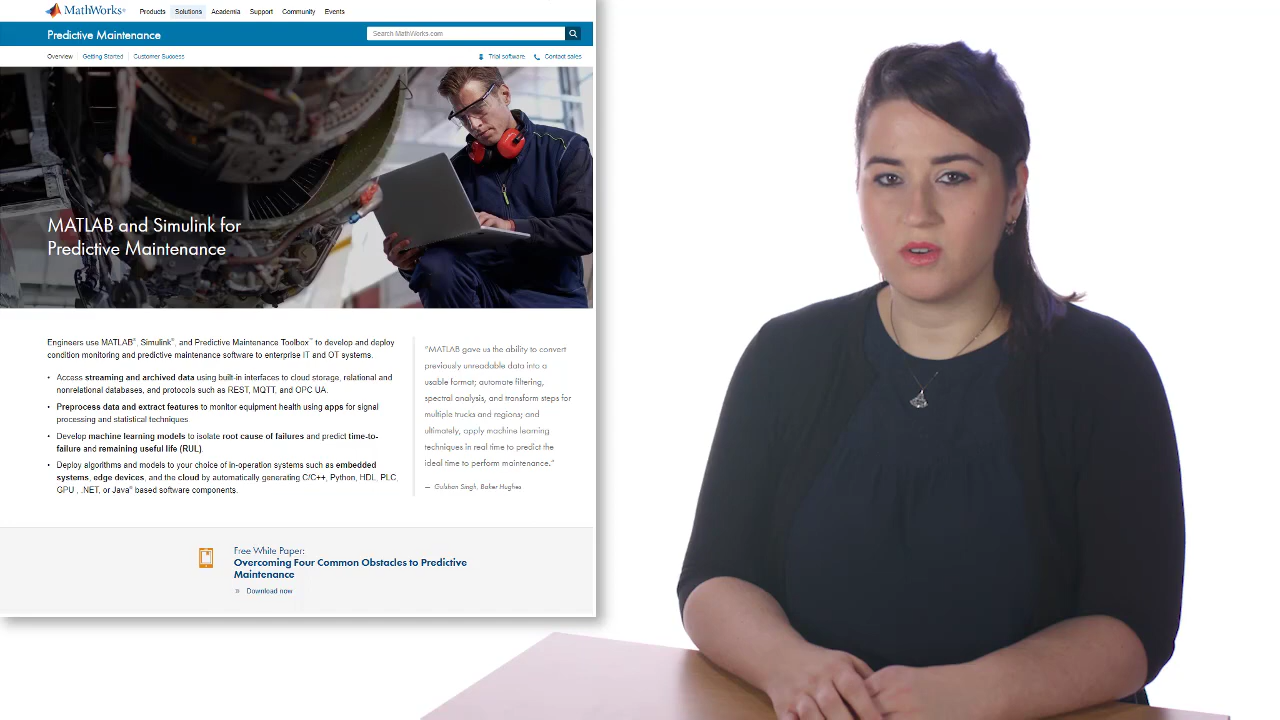 MathWorks®
Products Solutions Academia Support Community Events
Predictive Maintenance
Search MathWorks.com
Overview Getting Started Customer Success
Trial software Contact sales
MATLAB and Simulink for
Predictive Maintenance
Engineers use MATLAB®, Simulink®, and Predictive Maintenance Toolbox™ to develop and deploy
condition monitoring and predictive maintenance software to enterprise IT and OT systems.
• Access streaming and archived data using built-in interfaces to cloud storage, relational and
nonrelational databases, and protocols such as REST, MQTT, and OPC UA.
• Preprocess data and extract features to monitor equipment health using apps for signal
processing and statistical techniques
• Develop machine learning models to isolate root cause of failures and predict time-to-
failure and remaining useful life (RUL).
• Deploy algorithms and models to your choice of in-operation systems such as embedded
systems, edge devices, and the cloud by automatically generating C/C++, Python, HDL, PLC,
GPU , .NET, or Java® based software components.
“MATLAB gave us the ability to convert
previously unreadable data into a
usable format; automate filtering,
spectral analysis, and transform steps for
multiple trucks and regions; and
ultimately, apply machine learning
techniques in real time to predict the
ideal time to perform maintenance.”
— Gulshan Singh, Baker Hughes
Free White Paper:
Overcoming Four Common Obstacles to Predictive
Maintenance
» Download now